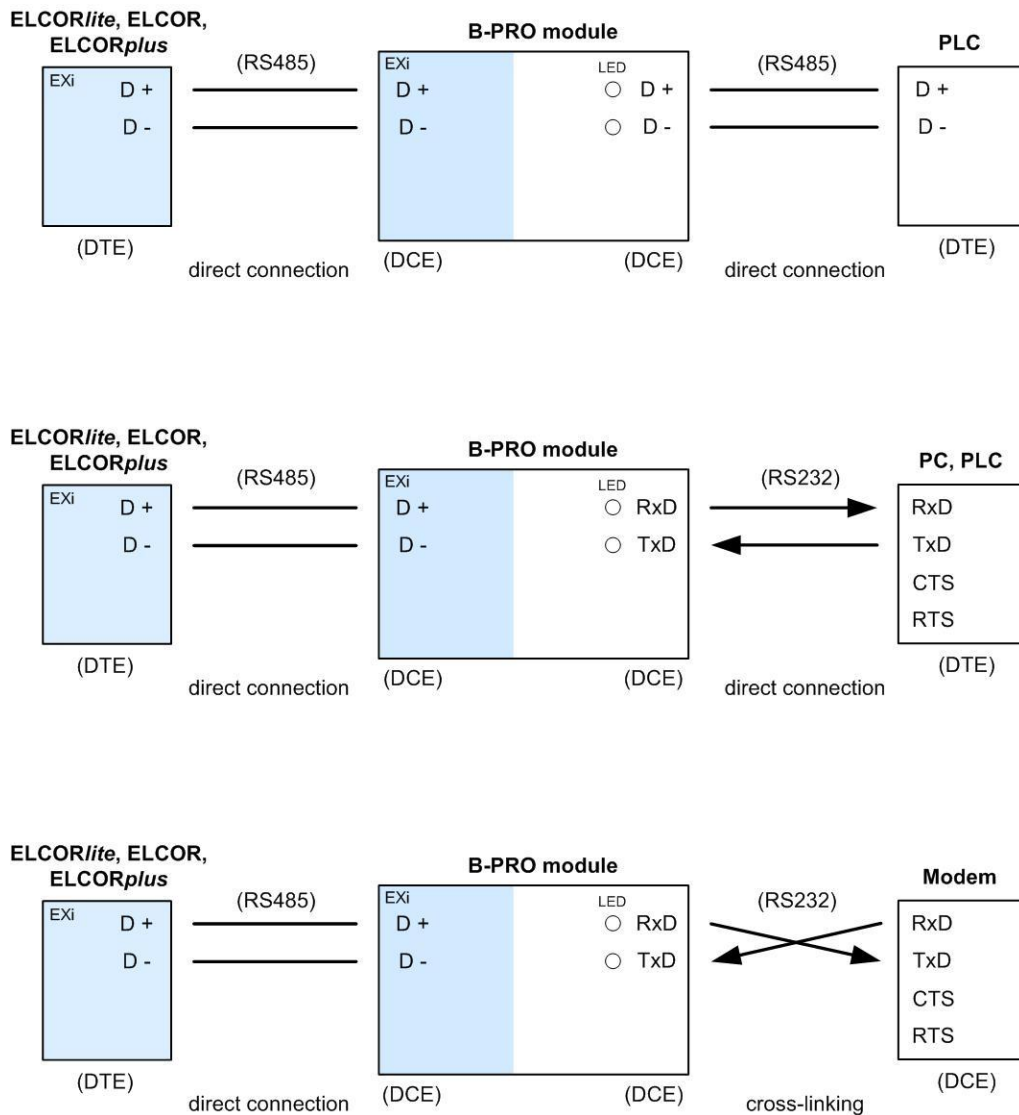 ELCORlite, ELCOR,
ELCORplus
B-PRO module
PLC
(RS485)
(RS485)
EXi
EXi
LED
D +
D +
D +
D +
D -
D -
D -
D -
(DTE)
(DCE)
(DCE)
(DTE)
direct connection
direct connection
ELCORlite, ELCOR,
ELCORplus
B-PRO module
PC, PLC
(RS485)
(RS232)
EXi
EXi
LED
D +
D +
RxD
RxD
D -
D -
TxD
TxD
CTS
RTS
(DTE)
(DCE)
(DCE)
(DTE)
direct connection
direct connection
ELCORlite, ELCOR,
ELCORplus
B-PRO module
Modem
(RS485)
(RS232)
EXi
EXi
LED
D +
D +
RxD
RxD
D -
D -
TxD
TxD
CTS
RTS
(DTE)
(DCE)
(DCE)
(DCE)
direct connection
cross-linking